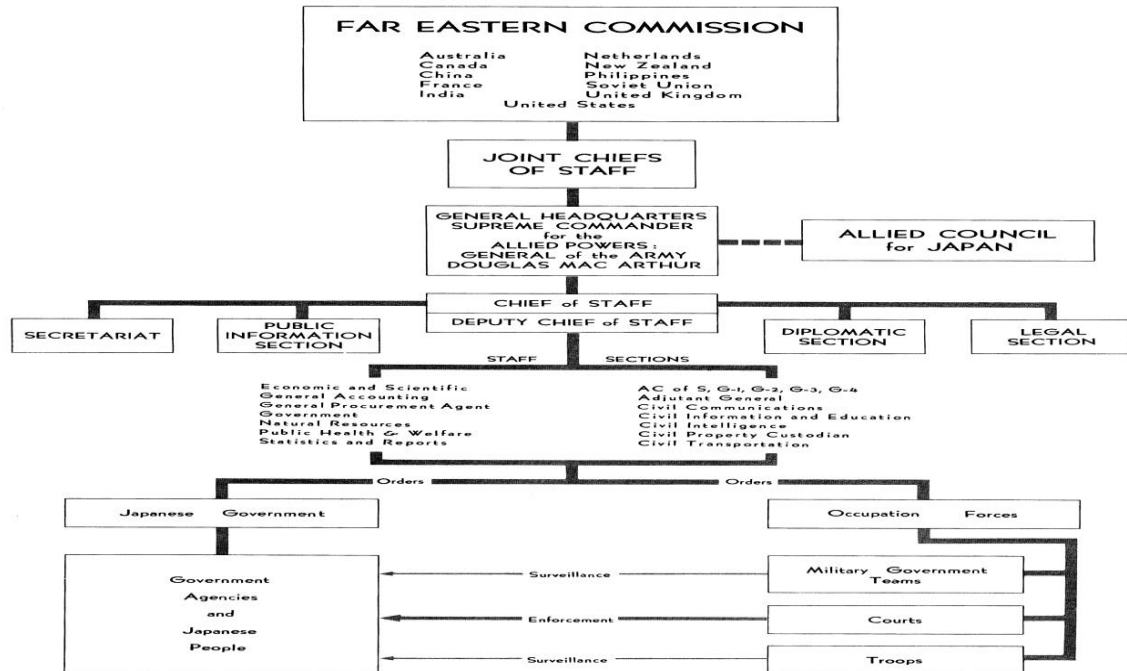 FAR EASTERN COMMISSION
Australia
Canada
China
France
India
Netherlands
New Zealand
Philippines
Soviet Union
United Kingdom
United States
JOINT CHIEFS
OF STAFF
GENERAL HEADQUARTERS
SUPREME COMMANDER
for the
ALLIED POWERS :
GENERAL of the ARMY
DOUGLAS MAC ARTHUR
ALLIED COUNCIL
for JAPAN
CHIEF of STAFF
DEPUTY CHIEF of STAFF
SECRETARIAT
PUBLIC
INFORMATION
SECTION
DIPLOMATIC
SECTION
LEGAL
SECTION
STAFF SECTIONS
Economic and Scientific
General Accounting
General Procurement Agent
Government
Natural Resources
Public Health & Welfare
Statistics and Reports
AC of S, G-1, G-2, G-3, G-4
Adjutant General
Civil Communications
Civil Information and Education
Civil Intelligence
Civil Property Custodian
Civil Transportation
Orders
Orders
Japanese Government
Occupation Forces
Government
Agencies
and
Japanese
People
Surveillance
Military Government
Teams
Enforcement
Courts
Surveillance
Troops